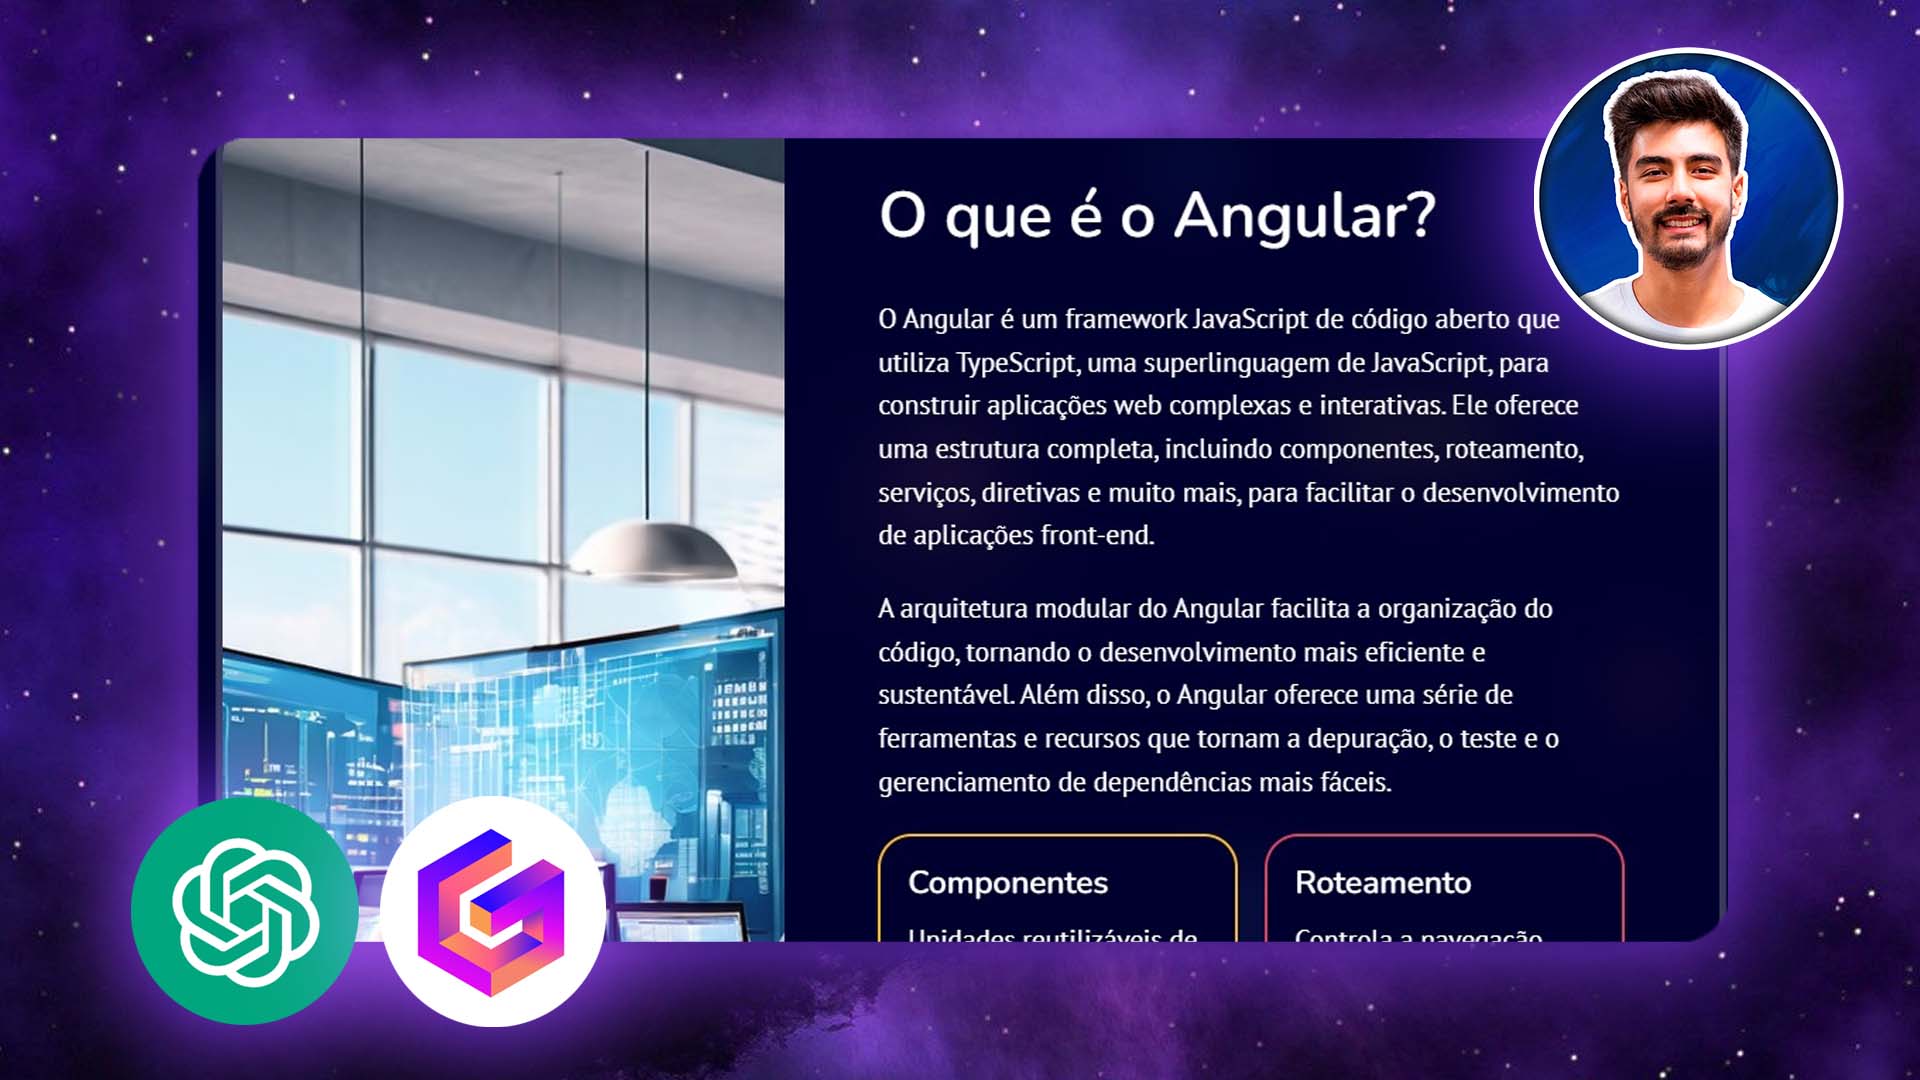 O que é o Angular?
O Angular é um framework JavaScript de código aberto que
utiliza TypeScript, uma superlinguagem de JavaScript, para
construir aplicações web complexas e interativas. Ele oferece
uma estrutura completa, incluindo componentes, roteamento,
serviços, diretivas e muito mais, para facilitar o desenvolvimento
de aplicações front-end.
A arquitetura modular do Angular facilita a organização do
código, tornando o desenvolvimento mais eficiente e
sustentável. Além disso, o Angular oferece uma série de
ferramentas e recursos que tornam a depuração, o teste e o
gerenciamento de dependências mais fáceis.
Componentes
Unidades reutilizáveis de
Roteamento
Controla a navegação